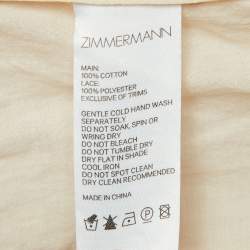 ZIMMERMANN
MAIN:
100% COTTON
LACE:
100% POLYESTER
EXCLUSIVE OF TRIMS
GENTLE COLD HAND WASH
SEPARATELY
DO NOT SOAK, SPIN OR
WRING DRY
DO NOT BLEACH
DO NOT TUMBLE DRY
DRY FLAT IN SHADE
COOL IRON
DO NOT SPOT CLEAN
DRY CLEAN RECOMMENDED
MADE IN CHINA
P